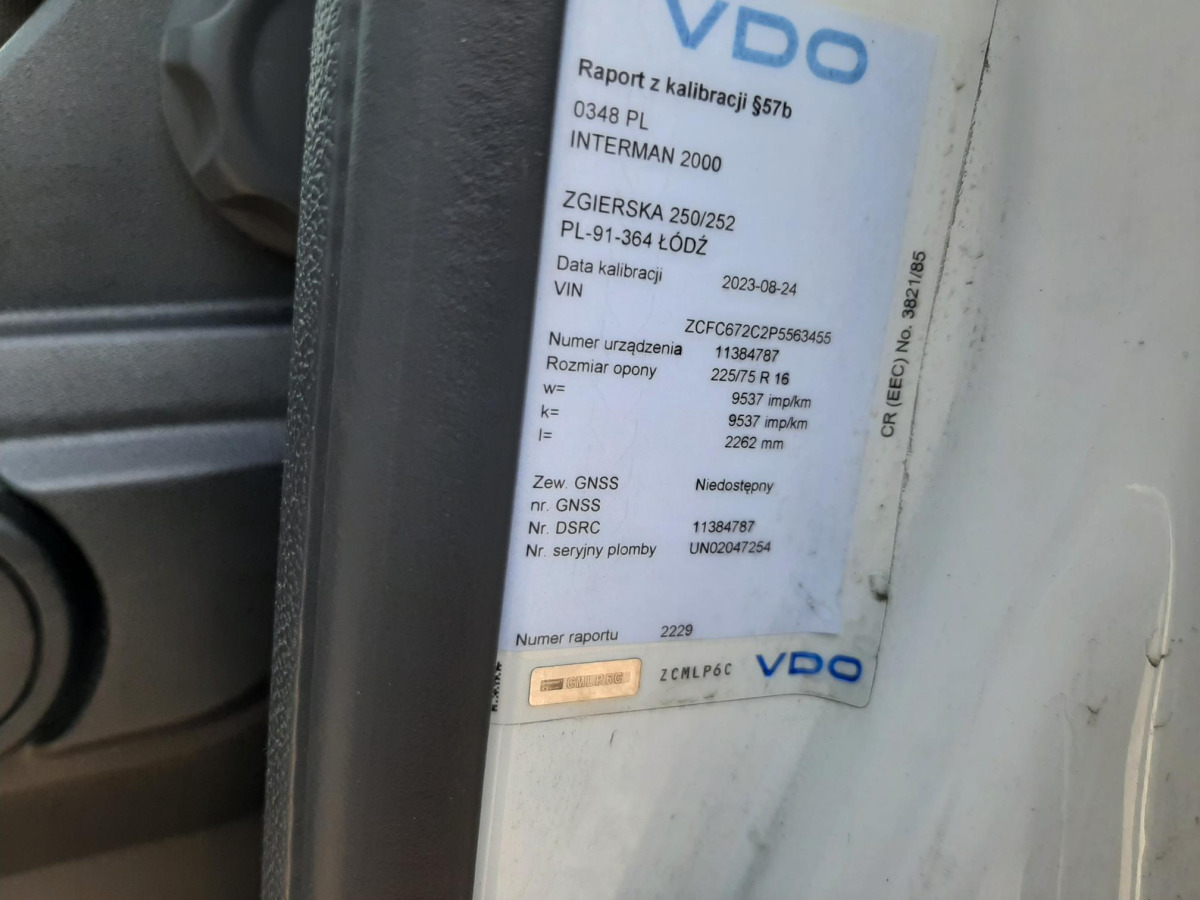 VDO
Raport z kalibracji §57b
0348 PL
INTERMAN 2000
ZGIERSKA 250/252
PL-91-364 ŁÓDŹ
Data kalibracji 2023-08-24
VIN
ZCFC672C2P5563455
Numer urządzenia 11384787
Rozmiar opony 225/75 R 16
w= 9537 imp/km
k= 9537 imp/km
l= 2262 mm
Zew. GNSS Niedostępny
nr. GNSS
Nr. DSRC 11384787
Nr. seryjny plomby UN02047254
Numer raportu 2229
CMLP6C ZCMLP6C VDO
CR (EEC) No. 3821/85